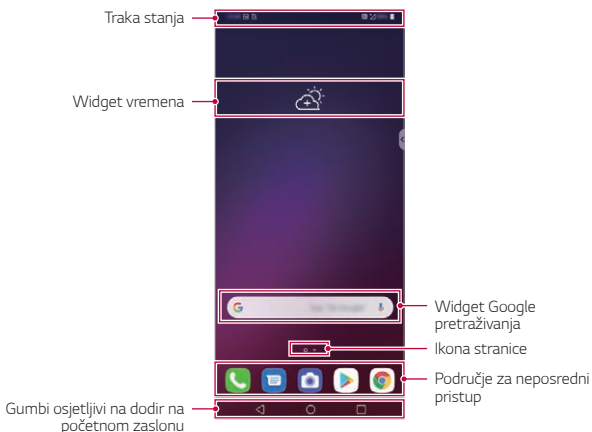 Traka stanja
Widget vremena
Widget Google
pretraživanja
Ikona stranice
Područje za neposredni
pristup
Gumbi osjetljivi na dodir na
početnom zaslonu